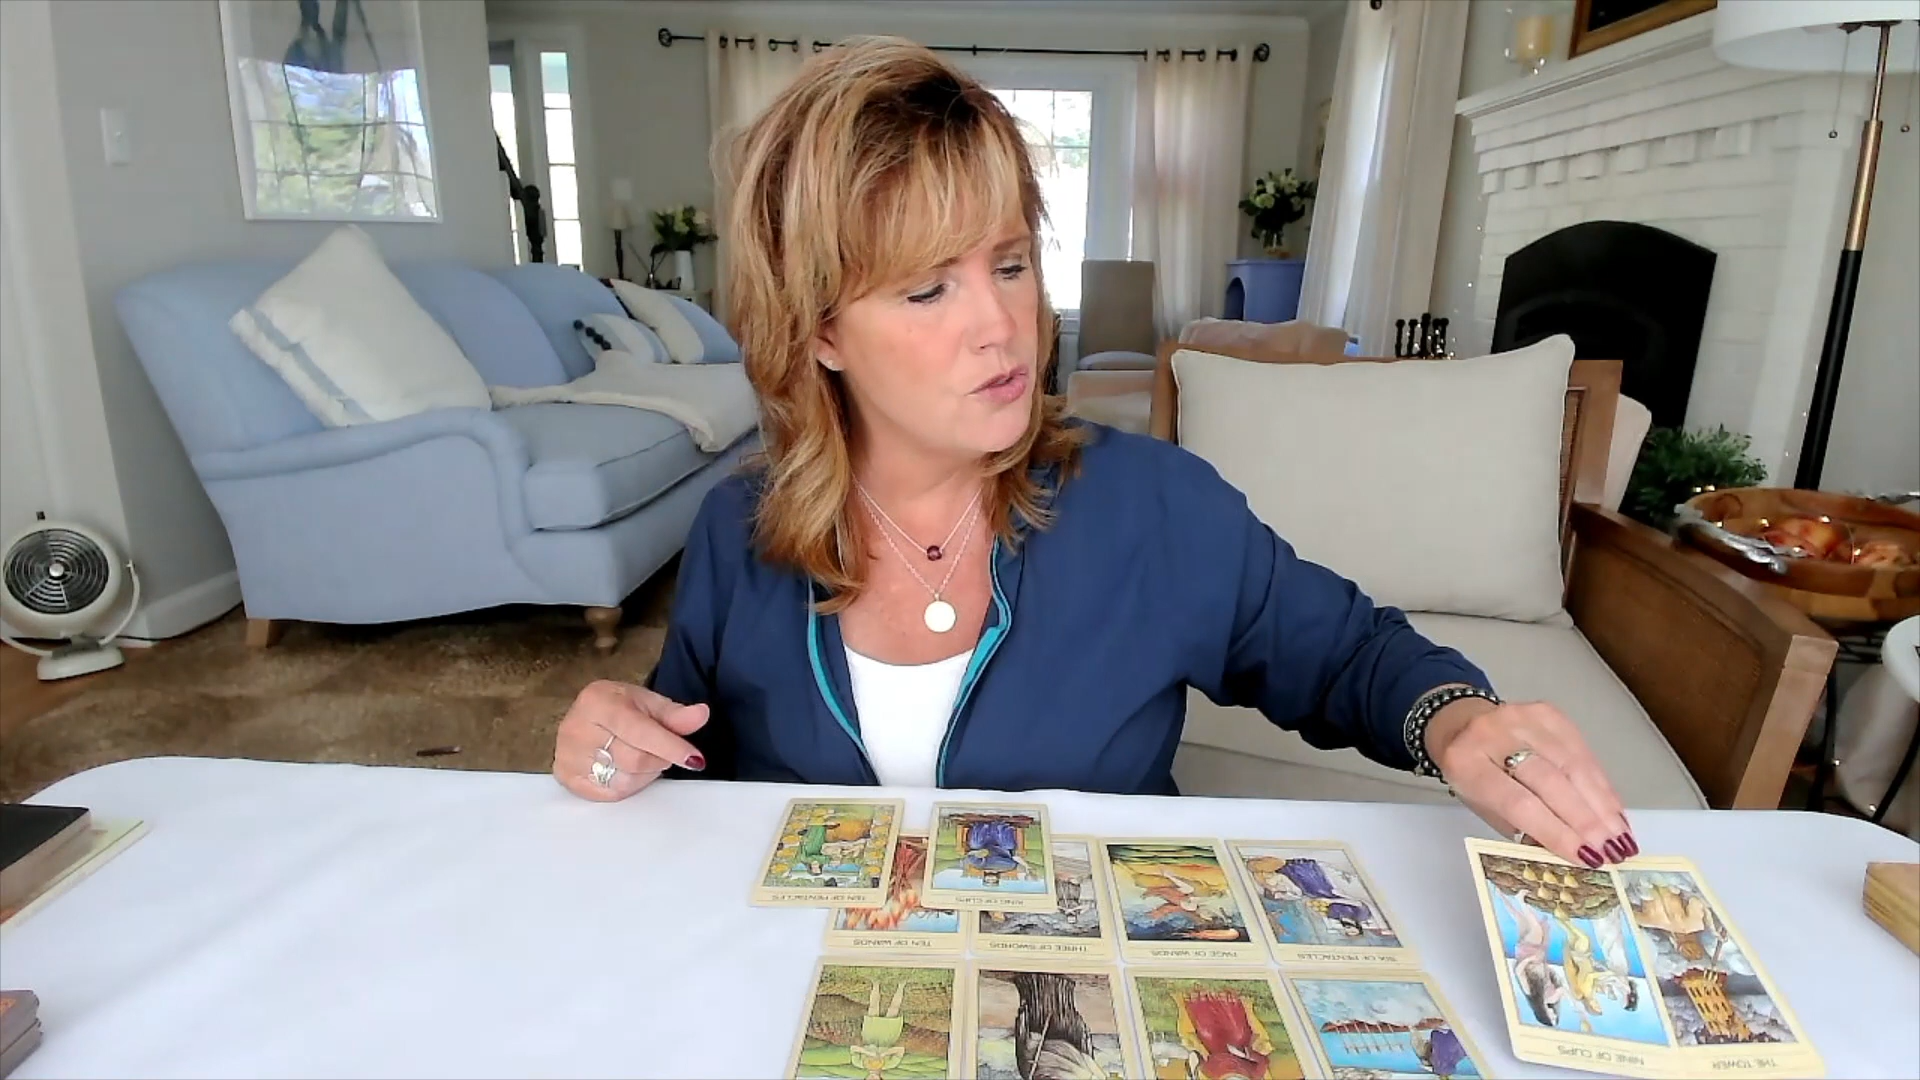 TEN OF PENTACLES
KING OF CUPS
TEN OF WANDS
THREE OF SWORDS
PAGE OF WANDS
SIX OF PENTACLES
NINE OF CUPS
THE TOWER